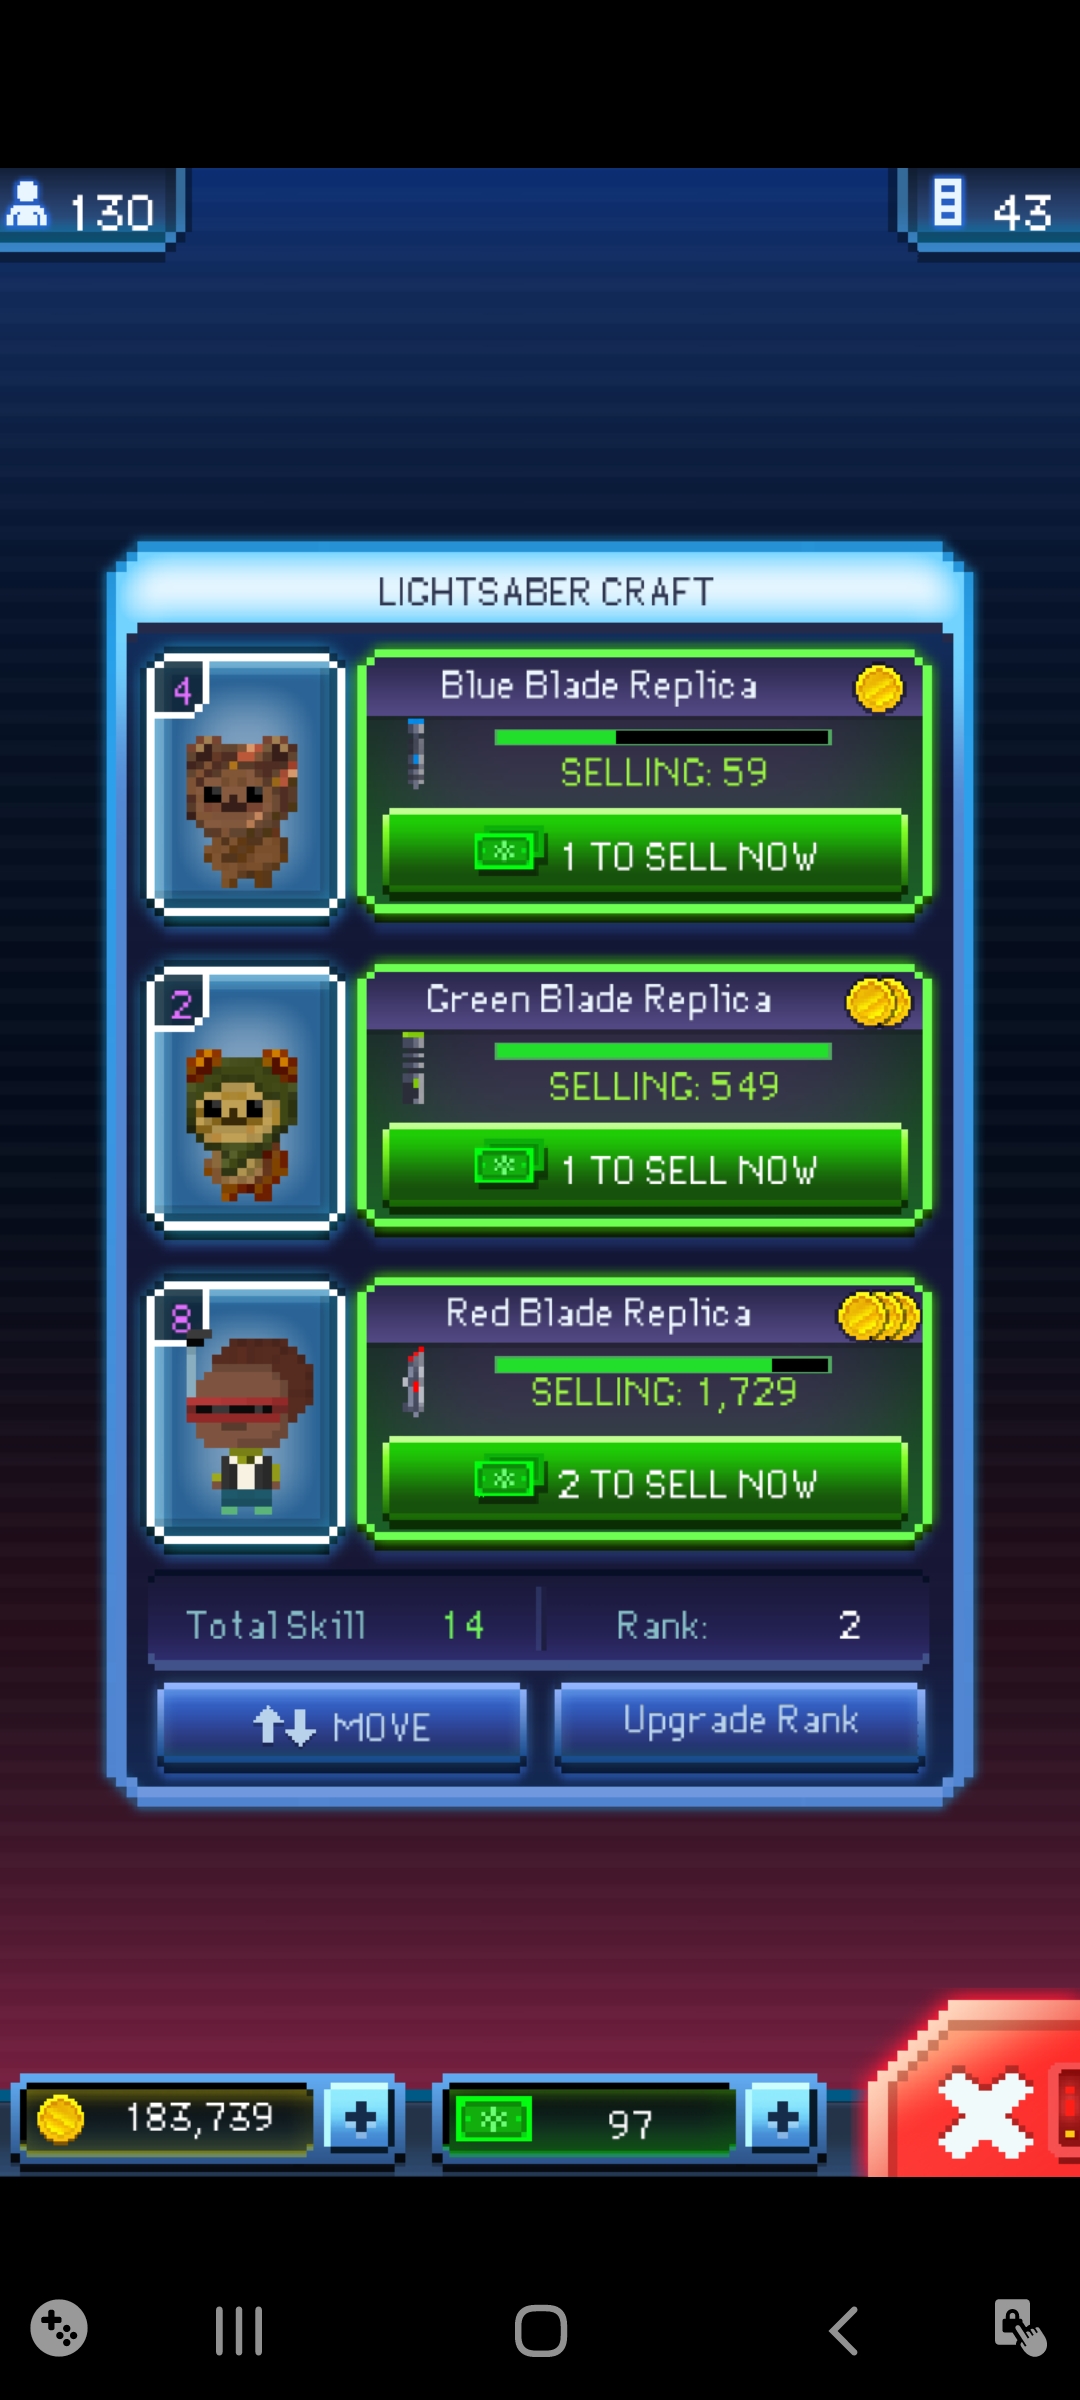 130
43
LIGHTSABER CRAFT
4
Blue Blade Replica
SELLING: 59
1 TO SELL NOW
2
Green Blade Replica
SELLING: 549
1 TO SELL NOW
8
Red Blade Replica
SELLING: 1,729
2 TO SELL NOW
Total Skill 14 Rank: 2
MOVE Upgrade Rank
183,739 97